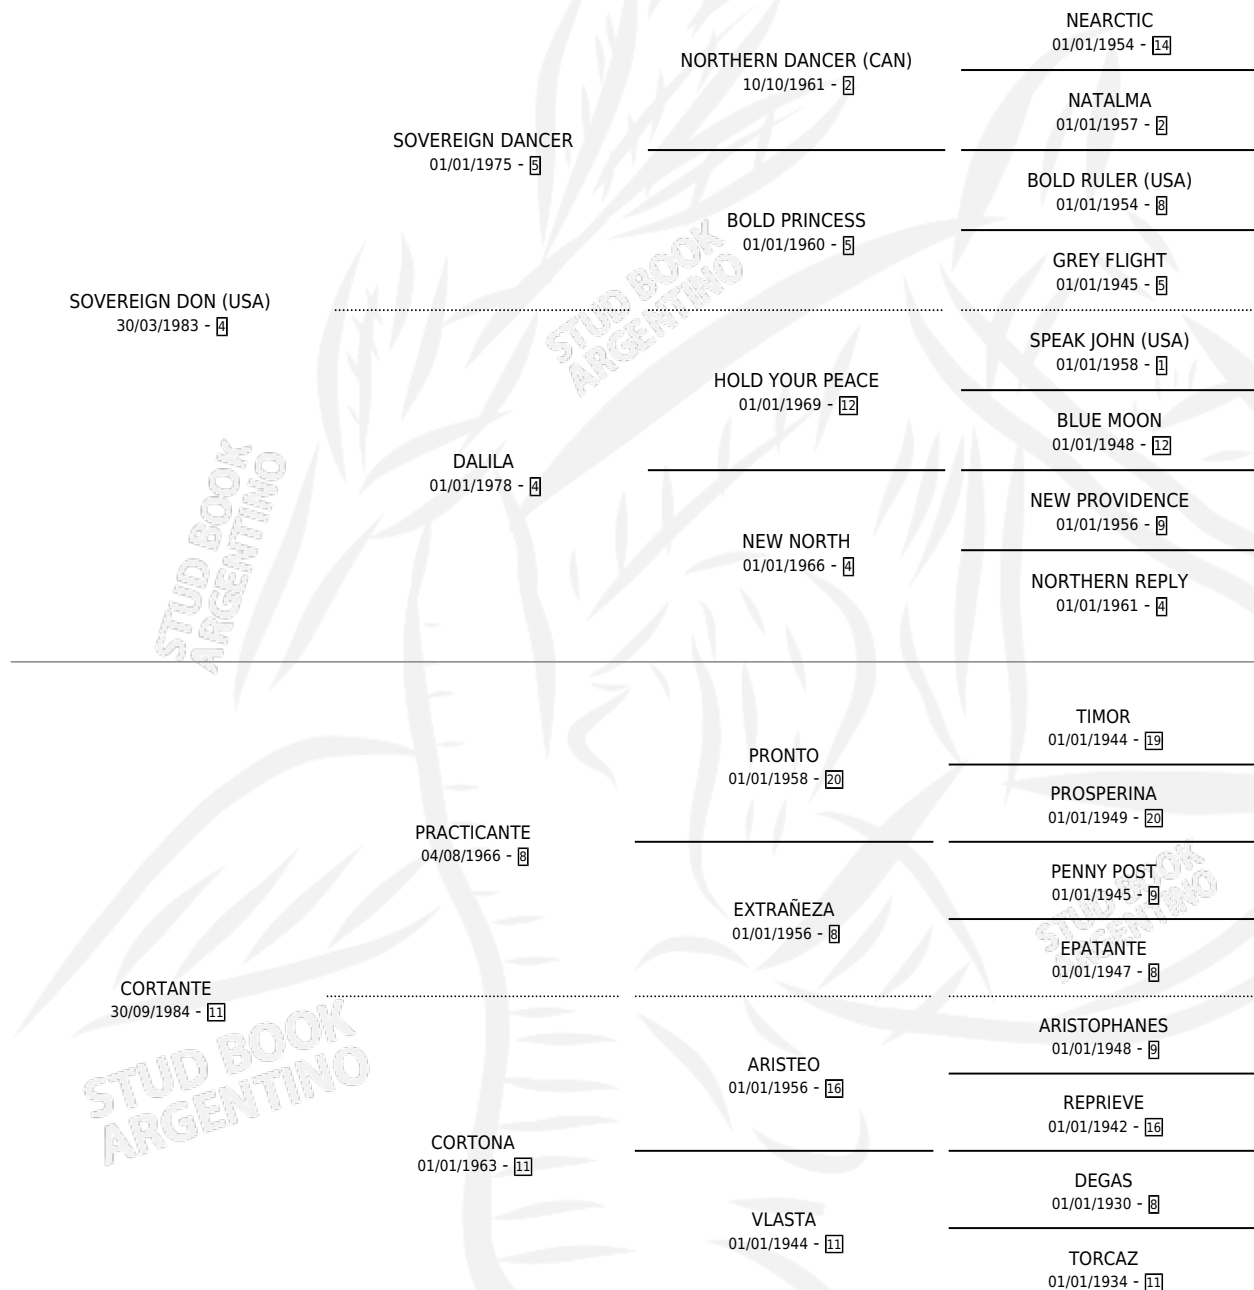 NEARCTIC
01/01/1954 - 14
NORTHERN DANCER (CAN)
10/10/1961 - 2
NATALMA
01/01/1957 - 2
SOVEREIGN DANCER
01/01/1975 - 5
BOLD RULER (USA)
01/01/1954 - 8
BOLD PRINCESS
01/01/1960 - 5
GREY FLIGHT
01/01/1945 - 5
SOVEREIGN DON (USA)
30/03/1983 - 4
SPEAK JOHN (USA)
01/01/1958 - 1
HOLD YOUR PEACE
01/01/1969 - 12
BLUE MOON
01/01/1948 - 12
DALILA
01/01/1978 - 4
NEW PROVIDENCE
01/01/1956 - 9
NEW NORTH
01/01/1966 - 4
NORTHERN REPLY
01/01/1961 - 4
TIMOR
01/01/1944 - 19
PRONTO
01/01/1958 - 20
PROSPERINA
01/01/1949 - 20
PRACTICANTE
04/08/1966 - 8
PENNY POST
01/01/1945 - 9
EXTRAÑEZA
01/01/1956 - 8
EPATANTE
01/01/1947 - 8
CORTANTE
30/09/1984 - 11
ARISTOPHANES
01/01/1948 - 9
ARISTEO
01/01/1956 - 16
REPRIEVE
01/01/1942 - 16
CORTONA
01/01/1963 - 11
DEGAS
01/01/1930 - 8
VLASTA
01/01/1944 - 11
TORCAZ
01/01/1934 - 11
STUD BOOK
ARGENTINO
STUD BOOK
ARGENTINO
STUD BOOK
ARGENTINO
STUD BOOK
ARGENTINO